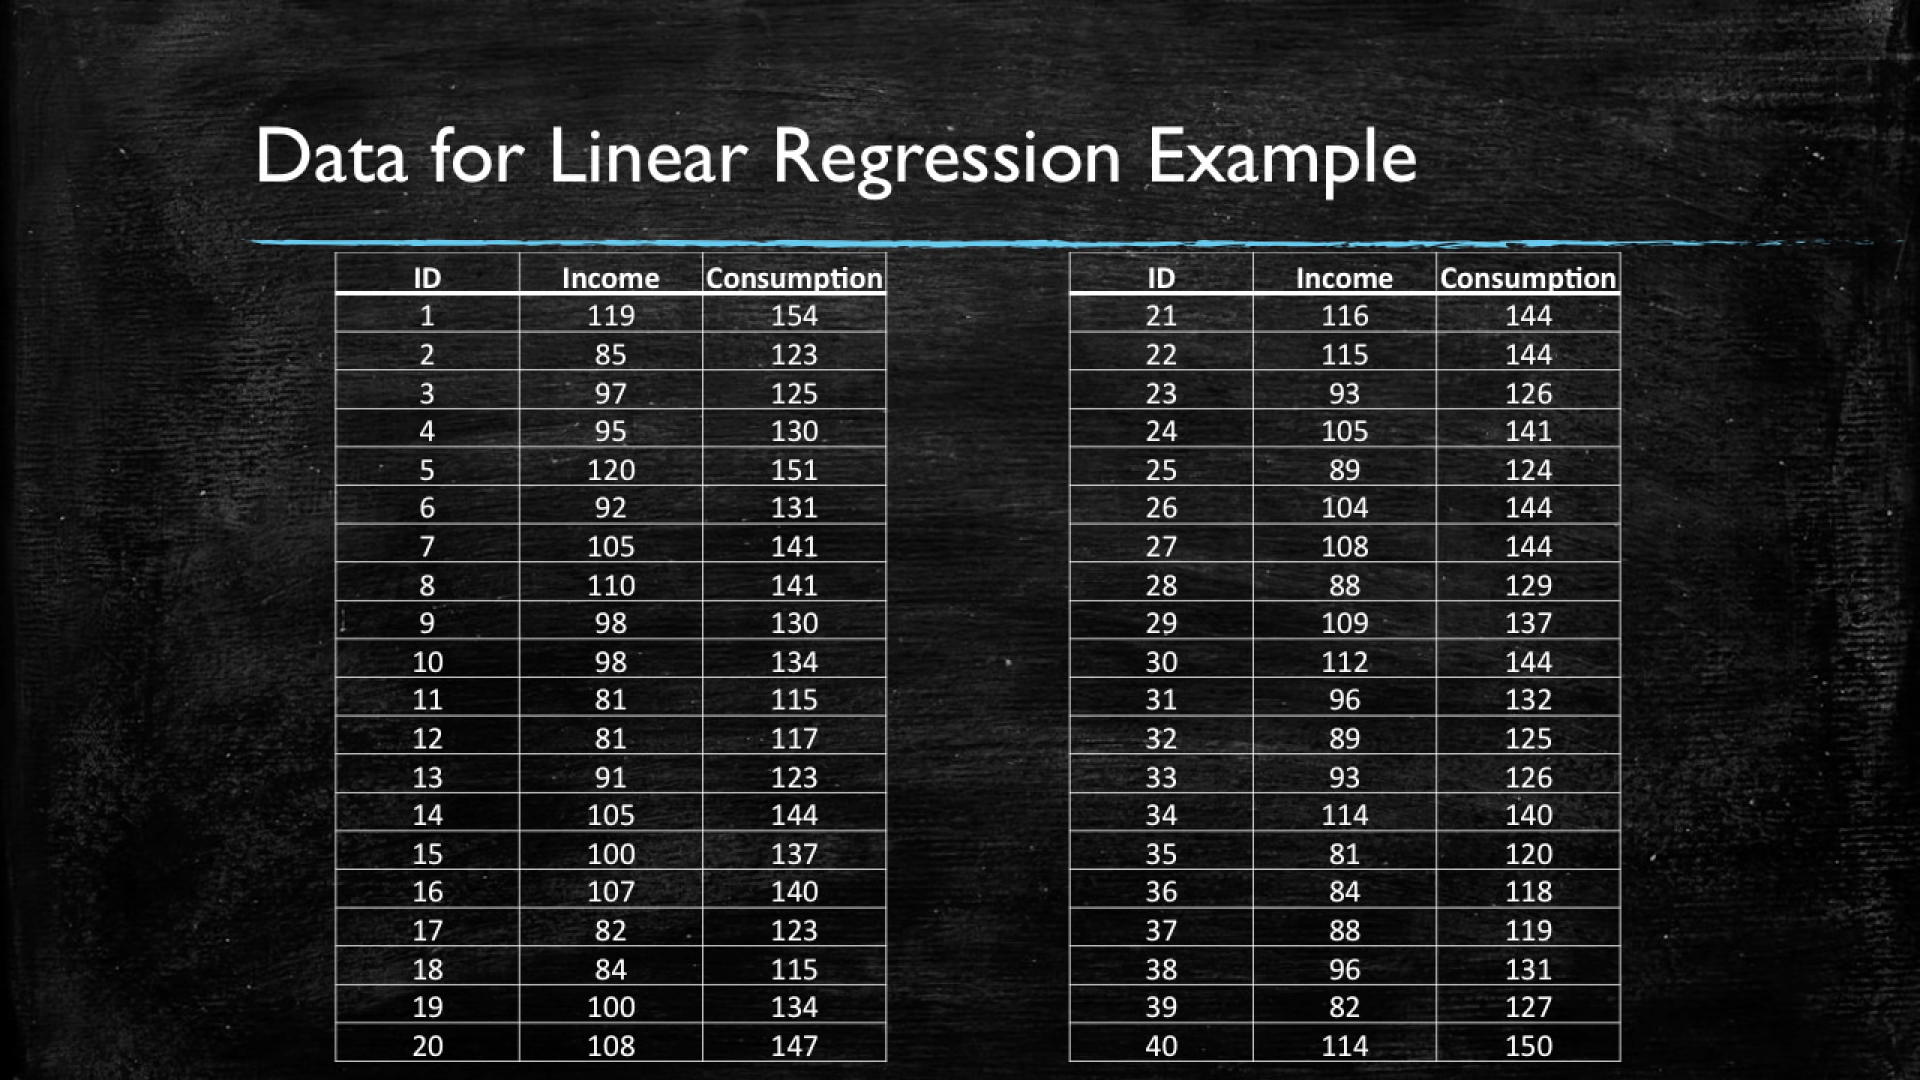 Data for Linear Regression Example
ID Income Consumption
1 119 154
2 85 123
3 97 125
4 95 130
5 120 151
6 92 131
7 105 141
8 110 141
9 98 130
10 98 134
11 81 115
12 81 117
13 91 123
14 105 144
15 100 137
16 107 140
17 82 123
18 84 115
19 100 134
20 108 147
ID Income Consumption
21 116 144
22 115 144
23 93 126
24 105 141
25 89 124
26 104 144
27 108 144
28 88 129
29 109 137
30 112 144
31 96 132
32 89 125
33 93 126
34 114 140
35 81 120
36 84 118
37 88 119
38 96 131
39 82 127
40 114 150